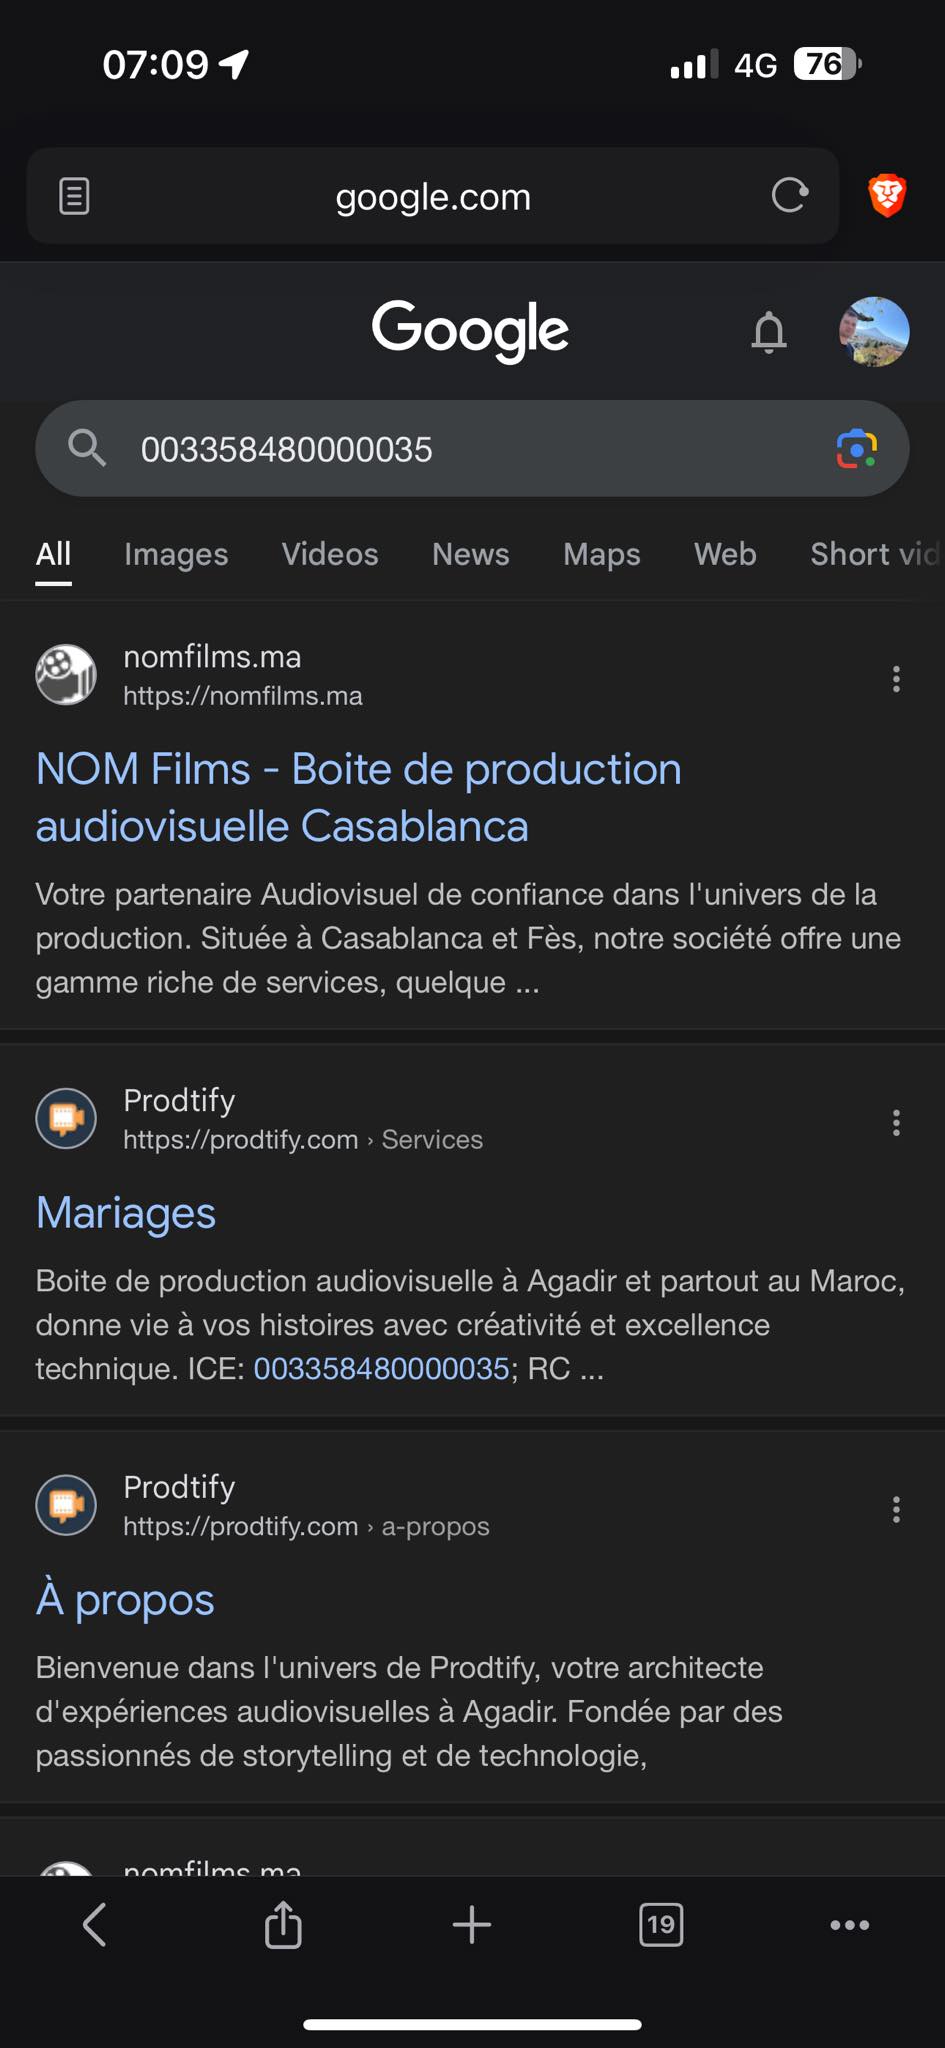 07:09
4G
76
google.com
Google
003358480000035
All Images Videos News Maps Web Short vid
nomfilms.ma
https://nomfilms.ma
NOM Films - Boite de production
audiovisuelle Casablanca
Votre partenaire Audiovisuel de confiance dans l'univers de la
production. Située à Casablanca et Fès, notre société offre une
gamme riche de services, quelque ...
Prodtify
https://prodtify.com › Services
Mariages
Boite de production audiovisuelle à Agadir et partout au Maroc,
donne vie à vos histoires avec créativité et excellence
technique. ICE: 003358480000035; RC ...
Prodtify
https://prodtify.com › a-propos
À propos
Bienvenue dans l'univers de Prodtify, votre architecte
d'expériences audiovisuelles à Agadir. Fondée par des
passionnés de storytelling et de technologie,
nomfilms.ma
19